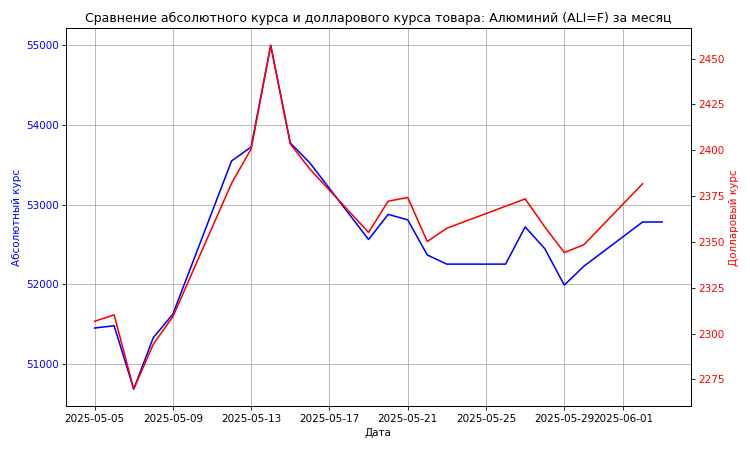 Сравнение абсолютного курса и долларового курса товара: Алюминий (ALI=F) за месяц
55000
54000
53000
52000
51000
Абсолютный курс
2450
2425
2400
2375
2350
2325
2300
2275
Долларовый курс
2025-05-05 2025-05-09 2025-05-13 2025-05-17 2025-05-21 2025-05-25 2025-05-29 2025-06-01
Дата